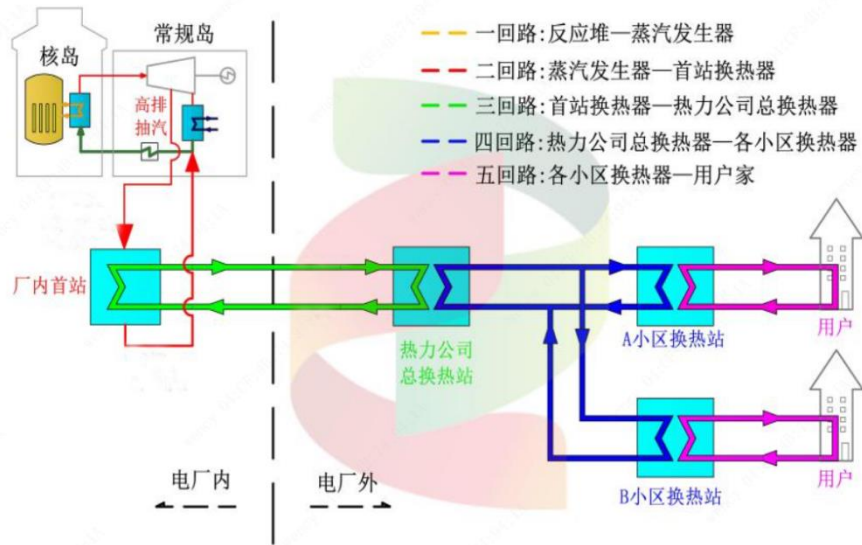 核岛
常规岛
高排
抽汽
一回路:反应堆—蒸汽发生器
二回路:蒸汽发生器—首站换热器
三回路:首站换热器—热力公司总换热器
四回路:热力公司总换热器—各小区换热器
五回路:各小区换热器—用户家
厂内首站
热力公司
总换热站
A小区换热站
用户
B小区换热站
用户
电厂内
电厂外